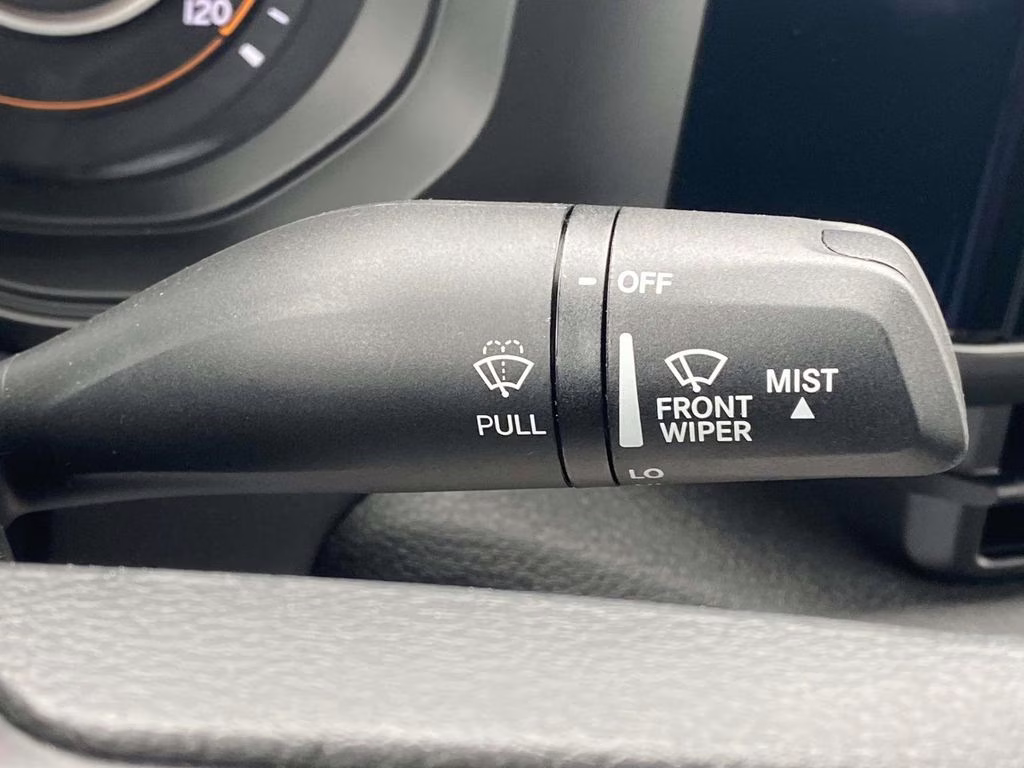 120
OFF
PULL
FRONT
WIPER
MIST
LO